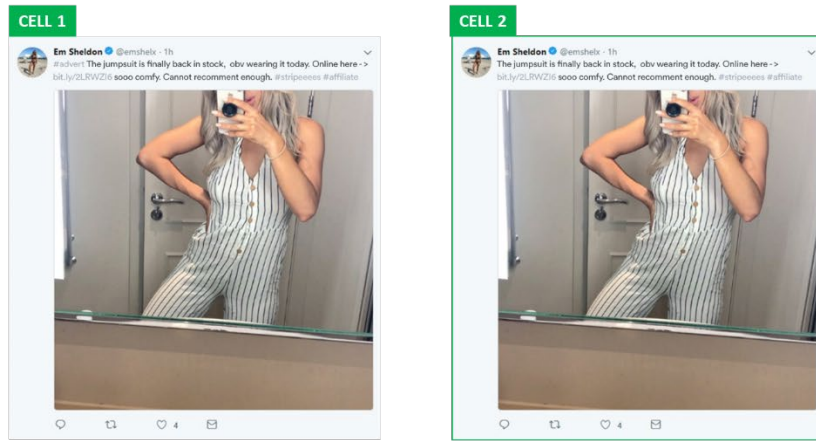 CELL 1
Em Sheldon @emshelx · 1h
#advert The jumpsuit is finally back in stock, obv wearing it today. Online here ->
bit.ly/2LRWZl6 sooo comfy. Cannot recomment enough. #stripeeees #affiliate
4
CELL 2
Em Sheldon @emshelx · 1h
The jumpsuit is finally back in stock, obv wearing it today. Online here ->
bit.ly/2LRWZl6 sooo comfy. Cannot recomment enough. #stripeeees #affiliate
4